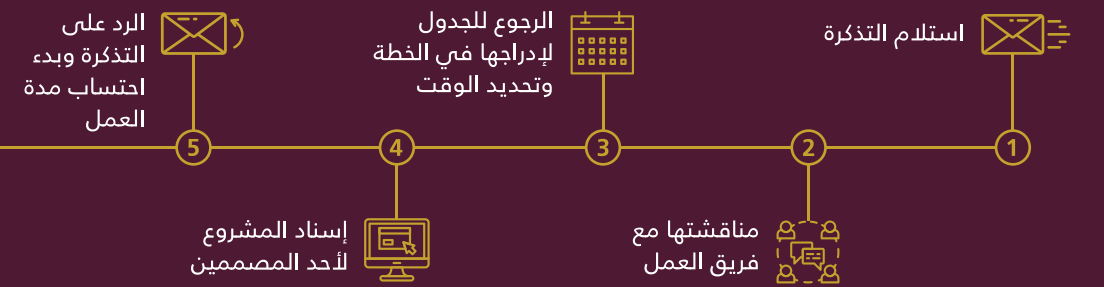 استلام التذكرة
1
2
مناقشتها مع
فريق العمل
الرجوع للجدول
لإدراجها في الخطة
وتحديد الوقت
3
4
إسناد المشروع
لأحد المصممين
الرد على
التذكرة وبدء
احتساب مدة
العمل
5